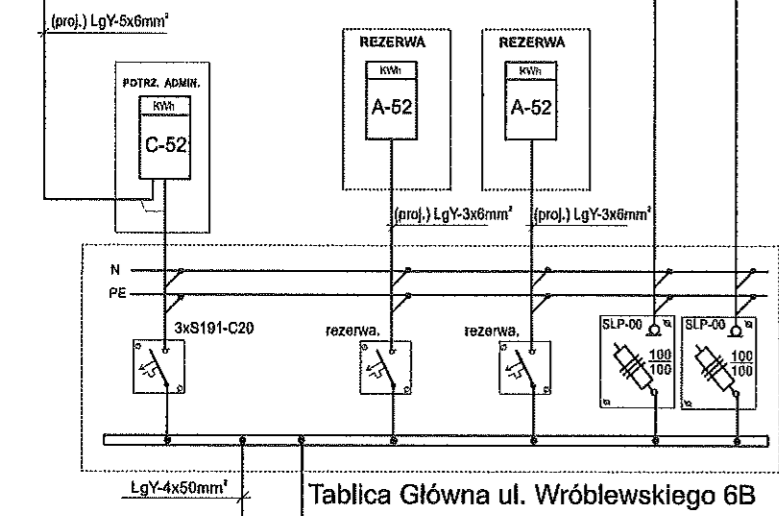 (proj.) LgY-5x6mm²
POTRZ. ADMIN.
KWh
C-52
REZERWA
KWh
A-52
REZERWA
KWh
A-52
(proj.) LgY-3x6mm²
(proj.) LgY-3x6mm²
N
PE
3xS191-C20
rezerwa.
rezerwa.
SLP-00
100
100
SLP-00
100
100
LgY-4x50mm²
Tablica Główna ul. Wróblewskiego 6B